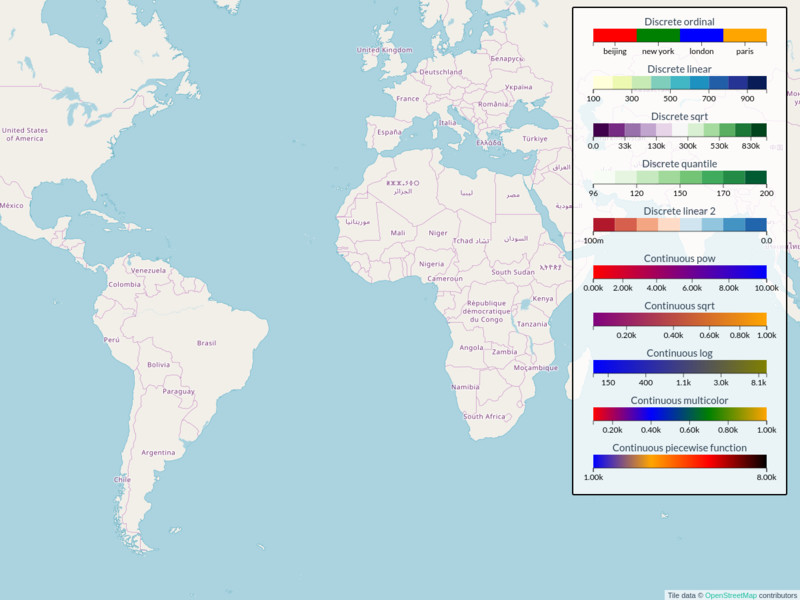 United Kingdom
Беларусь
Deutschland
Україна
France
România
Italia
España
Ελλάς
Türkiye
United States
of America
México
الجزائر
ليبيا
مصر
العراق
السعودية
موريتانيا
Mali
Niger
Tchad تشاد
السودان
Nigeria
South Sudan
Cameroun
Venezuela
Colombia
République
démocratique
du Congo
Kenya
Tanzania
Perú
Brasil
Angola
Zambia
Bolivia
Moçambique
Paraguay
Namibia
South Africa
Argentina
Chile
Discrete ordinal
beijing new york london paris
Discrete linear
100 300 500 700 900
Discrete sqrt
0.0 33k 130k 300k 530k 830k
Discrete quantile
96 120 150 170 200
Discrete linear 2
100m 0.0
Continuous pow
0.00k 2.00k 4.00k 6.00k 8.00k 10.00k
Continuous sqrt
0.20k 0.40k 0.60k 0.80k 1.00k
Continuous log
150 400 1.1k 3.0k 8.1k
Continuous multicolor
0.20k 0.40k 0.60k 0.80k 1.00k
Continuous piecewise function
1.00k 8.00k
Tile data © OpenStreetMap contributors